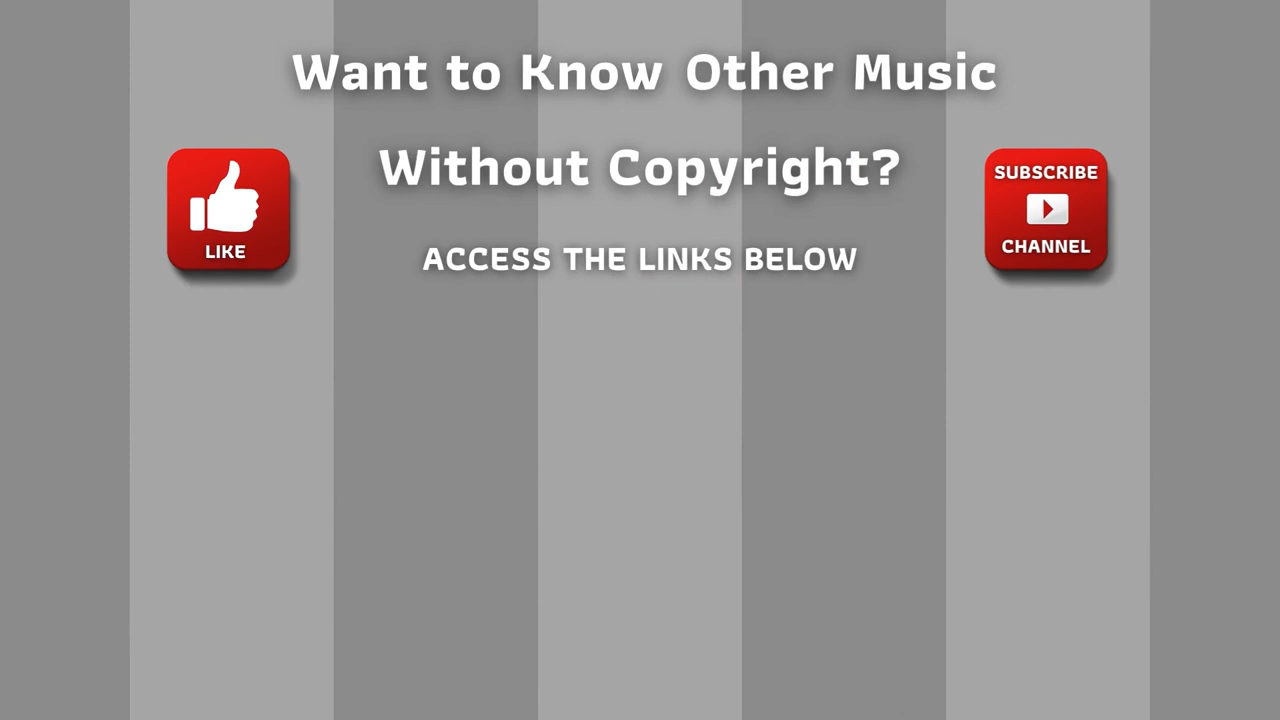 Want to Know Other Music
Without Copyright?
ACCESS THE LINKS BELOW
LIKE
SUBSCRIBE
CHANNEL